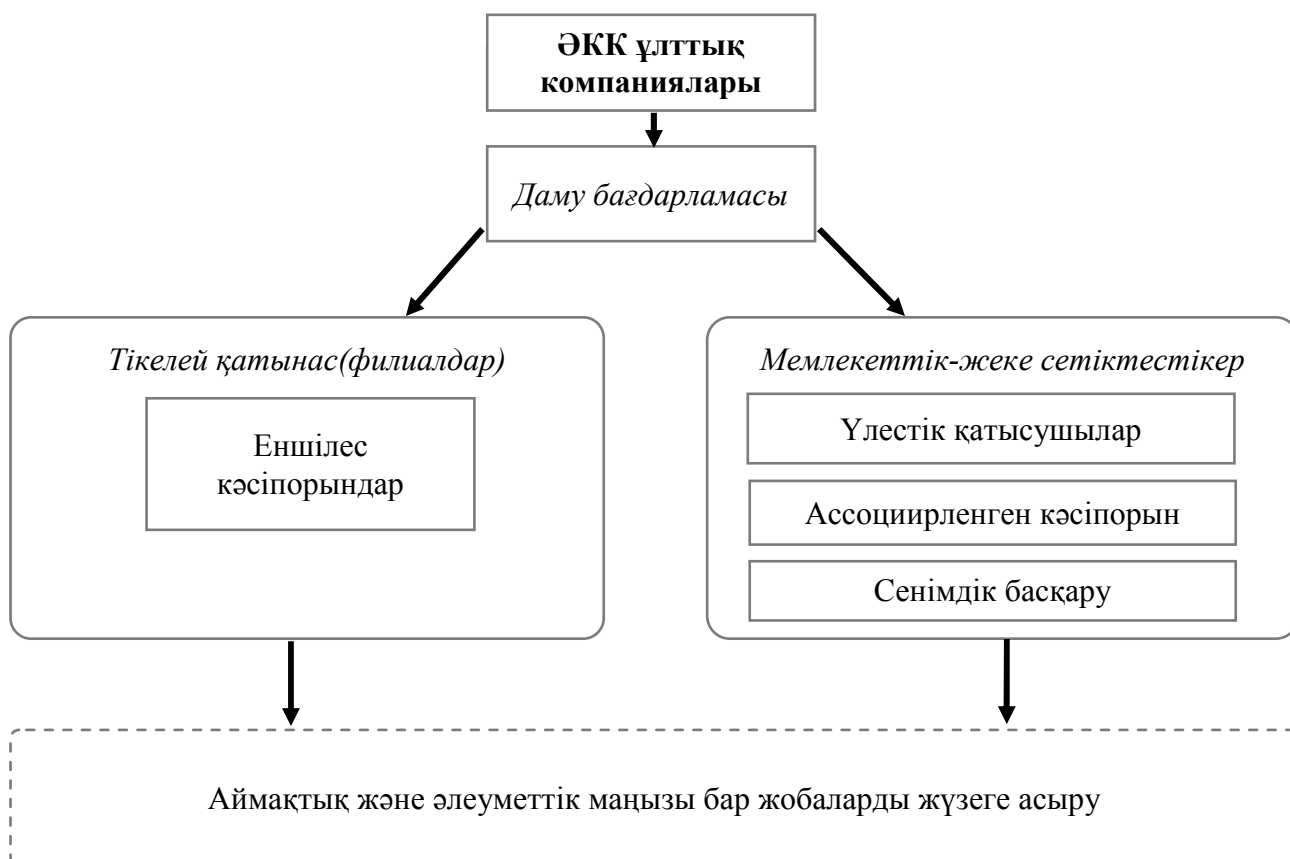 ӘКК ұлттық
компаниялары
Даму бағдарламасы
Тікелей қатынас(филиалдар)
Еншілес
кәсіпорындар
Мемлекеттік-жеке сетіктестікер
Үлестік қатысушылар
Ассоциирленген кәсіпорын
Сенімдік басқару
Аймақтық және әлеуметтік маңызы бар жобаларды жүзеге асыру